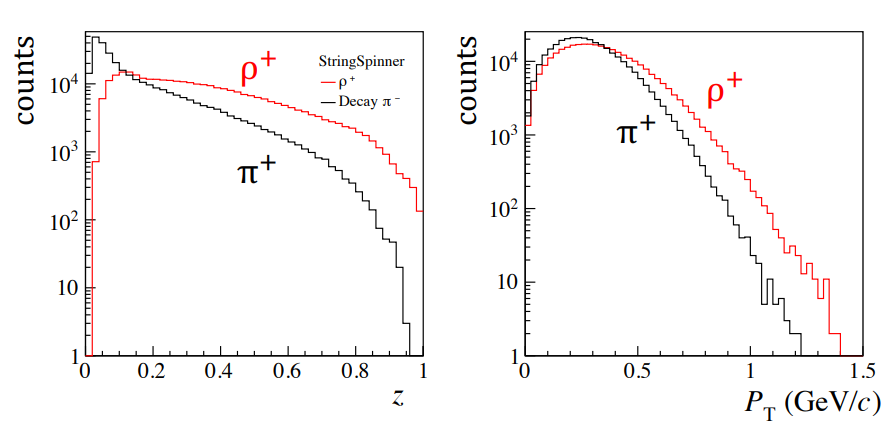 counts
ρ⁺
StringSpinner
ρ⁺
Decay π⁻
π⁺
10⁴
10³
10²
10
1
0 0.2 0.4 0.6 0.8 1
z
counts
ρ⁺
π⁺
10⁴
10³
10²
10
1
0 0.5 1 1.5
P_T (GeV/c)